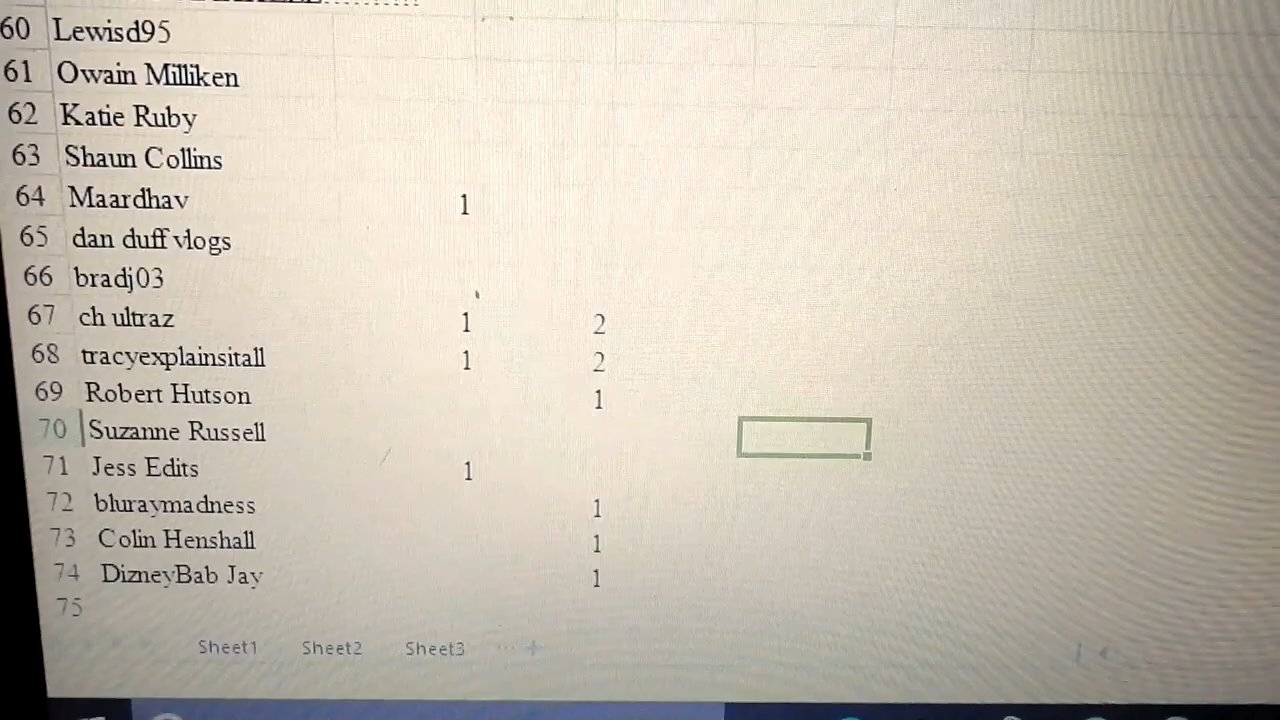 60 Lewisd95
61 Owain Milliken
62 Katie Ruby
63 Shaun Collins
64 Maardhav 1
65 dan duff vlogs
66 bradj03
67 ch ultraz 1 2
68 tracyexplainsitall 1 2
69 Robert Hutson 1
70 Suzanne Russell
71 Jess Edits 1
72 bluraymadness 1
73 Colin Henshall 1
74 DizneyBab Jay 1
75
Sheet1 Sheet2 Sheet3 ... +